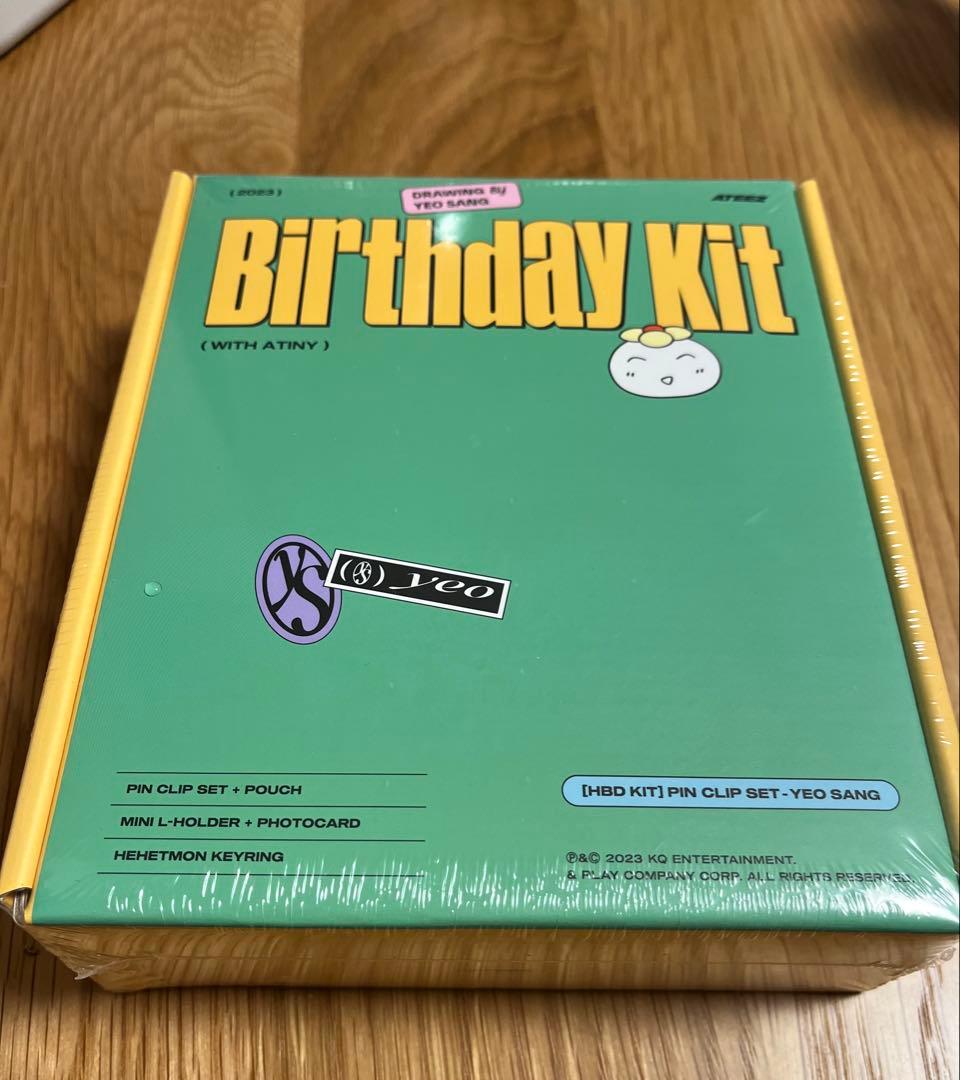 (2023)
DRAWING By
YEO SANG
ATEEZ
Birthday Kit
(WITH ATINY)
YS
(YS) yeo
PIN CLIP SET + POUCH
MINI L-HOLDER + PHOTOCARD
HEHETMON KEYRING
[HBD KIT] PIN CLIP SET - YEO SANG
℗&© 2023 KQ ENTERTAINMENT.
& PLAY COMPANY CORP. ALL RIGHTS RESERVED.